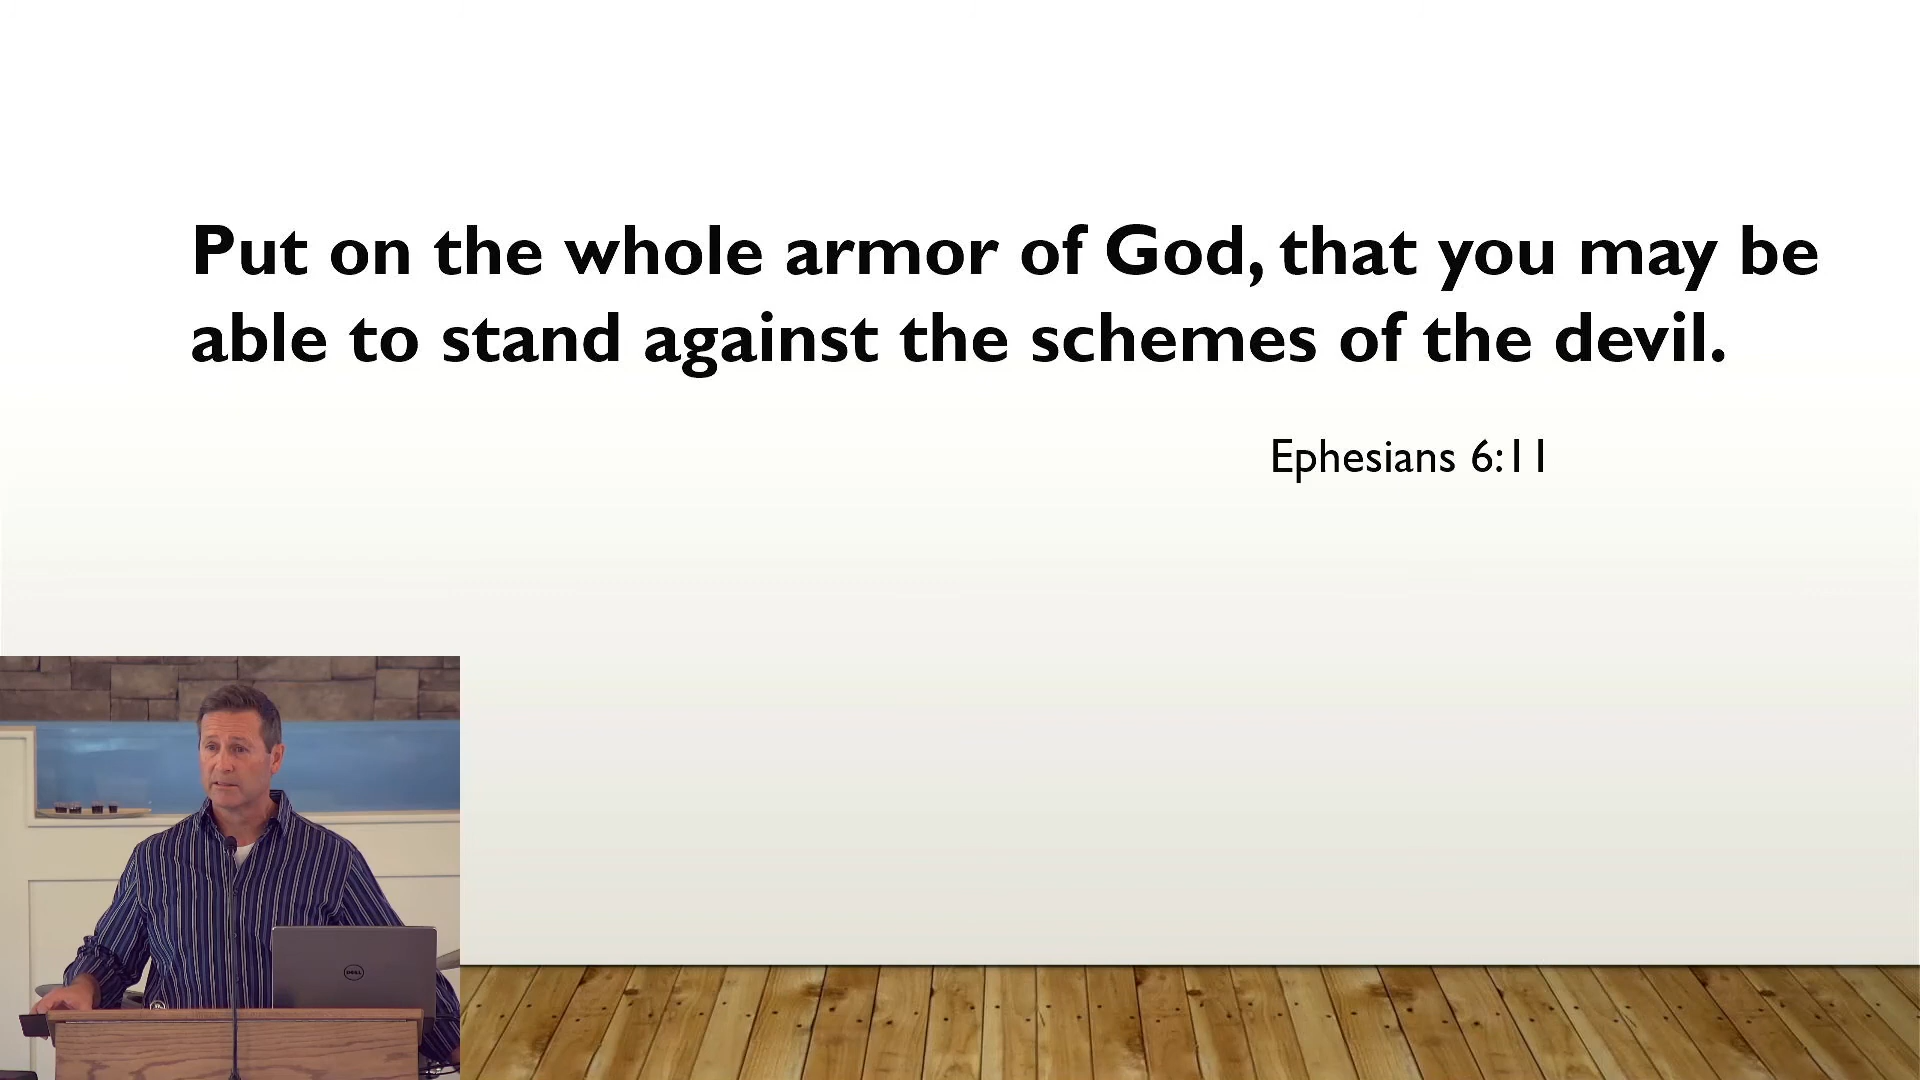 Put on the whole armor of God, that you may be
able to stand against the schemes of the devil.
Ephesians 6:11
DELL